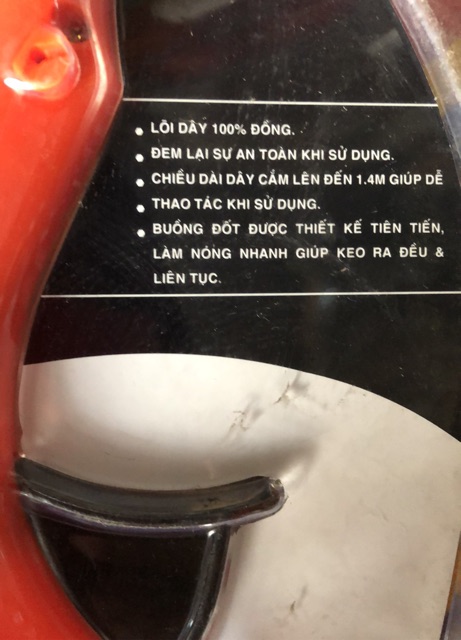 • LÕI DÂY 100% ĐỒNG.
• ĐEM LẠI SỰ AN TOÀN KHI SỬ DỤNG.
• CHIỀU DÀI DÂY CẮM LÊN ĐẾN 1.4M GIÚP DỄ
• THAO TÁC KHI SỬ DỤNG.
• BUỒNG ĐỐT ĐƯỢC THIẾT KẾ TIÊN TIẾN,
LÀM NÓNG NHANH GIÚP KEO RA ĐỀU &
LIÊN TỤC.